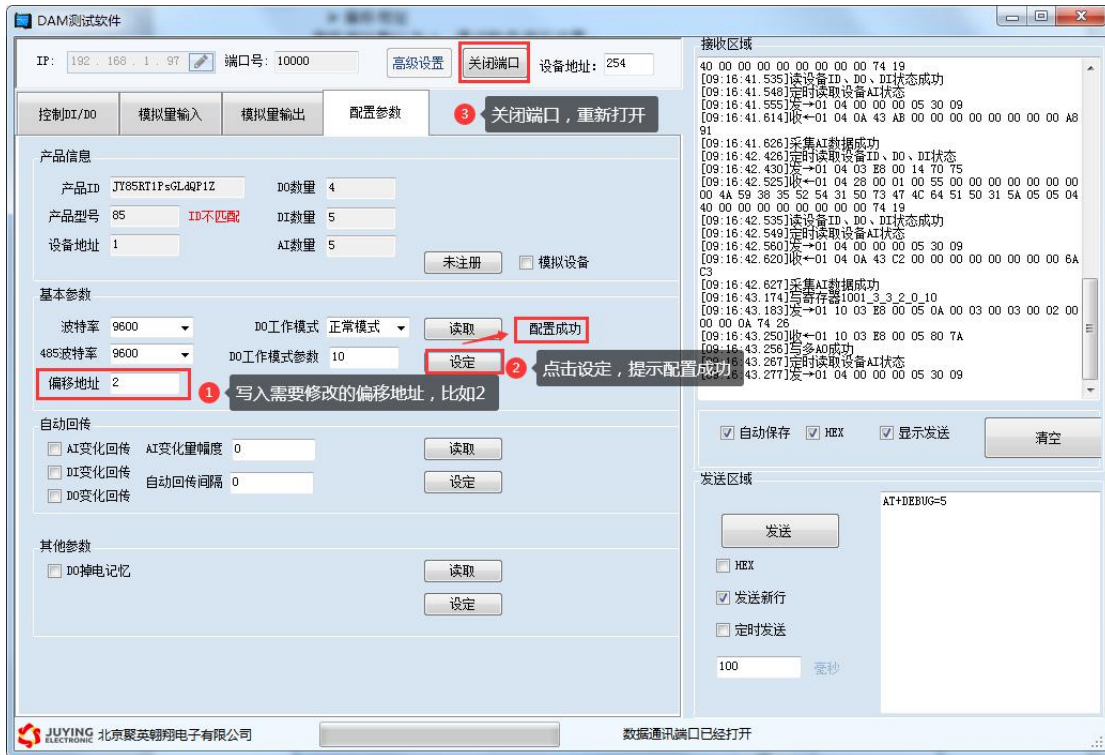 DAM测试软件
IP: 192 . 168 . 1 . 97 端口号: 10000 高级设置 关闭端口 设备地址: 254
3 关闭端口，重新打开
控制DI/DO 模拟量输入 模拟量输出 配置参数
产品信息
产品ID JY85RT1PsGLdQP1Z DO数量 4
产品型号 85 ID不匹配 DI数量 5
设备地址 1 AI数量 5
未注册 模拟设备
基本参数
波特率 9600 DO工作模式 正常模式 读取 配置成功
485波特率 9600 DO工作模式参数 10 设定
2 点击设定，提示配置成功
偏移地址 2
1 写入需要修改的偏移地址，比如2
自动回传
AI变化回传 AI变化量幅度 0 读取
DI变化回传
自动回传间隔 0 设定
DO变化回传
其他参数
DO掉电记忆 读取
设定
接收区域
40 00 00 00 00 00 00 00 00 74 19
[09:16:41.535]读设备ID、DO、DI状态成功
[09:16:41.548]定时读取设备AI状态
[09:16:41.555]发→01 04 00 00 00 05 30 09
[09:16:41.614]收←01 04 0A 43 AB 00 00 00 00 00 00 00 00 A8
91
[09:16:41.626]采集AI数据成功
[09:16:42.426]定时读取设备ID、DO、DI状态
[09:16:42.430]发→01 04 03 E8 00 14 70 75
[09:16:42.525]收←01 04 28 00 01 00 55 00 00 00 00 00 00 00
00 4A 59 38 35 52 54 31 50 73 47 4C 64 51 50 31 5A 05 05 04
40 00 00 00 00 00 00 00 00 74 19
[09:16:42.535]读设备ID、DO、DI状态成功
[09:16:42.549]定时读取设备AI状态
[09:16:42.560]发→01 04 00 00 00 05 30 09
[09:16:42.620]收←01 04 0A 43 C2 00 00 00 00 00 00 00 00 6A
C3
[09:16:42.627]采集AI数据成功
[09:16:43.174]写寄存器1001_3_3_2_0_10
[09:16:43.183]发→01 10 03 E8 00 05 0A 00 03 00 03 00 02 00
00 00 0A 74 26
[09:16:43.250]收←01 10 03 E8 00 05 80 7A
[09:16:43.256]写多AO成功
[09:16:43.267]定时读取设备AI状态
:16:43.277]发→01 04 00 00 00 05 30 09
自动保存 HEX 显示发送 清空
发送区域
AT+DEBUG=5
发送
HEX
发送新行
定时发送
100 毫秒
JUYING ELECTRONIC 北京聚英翱翔电子有限公司 数据通讯端口已经打开